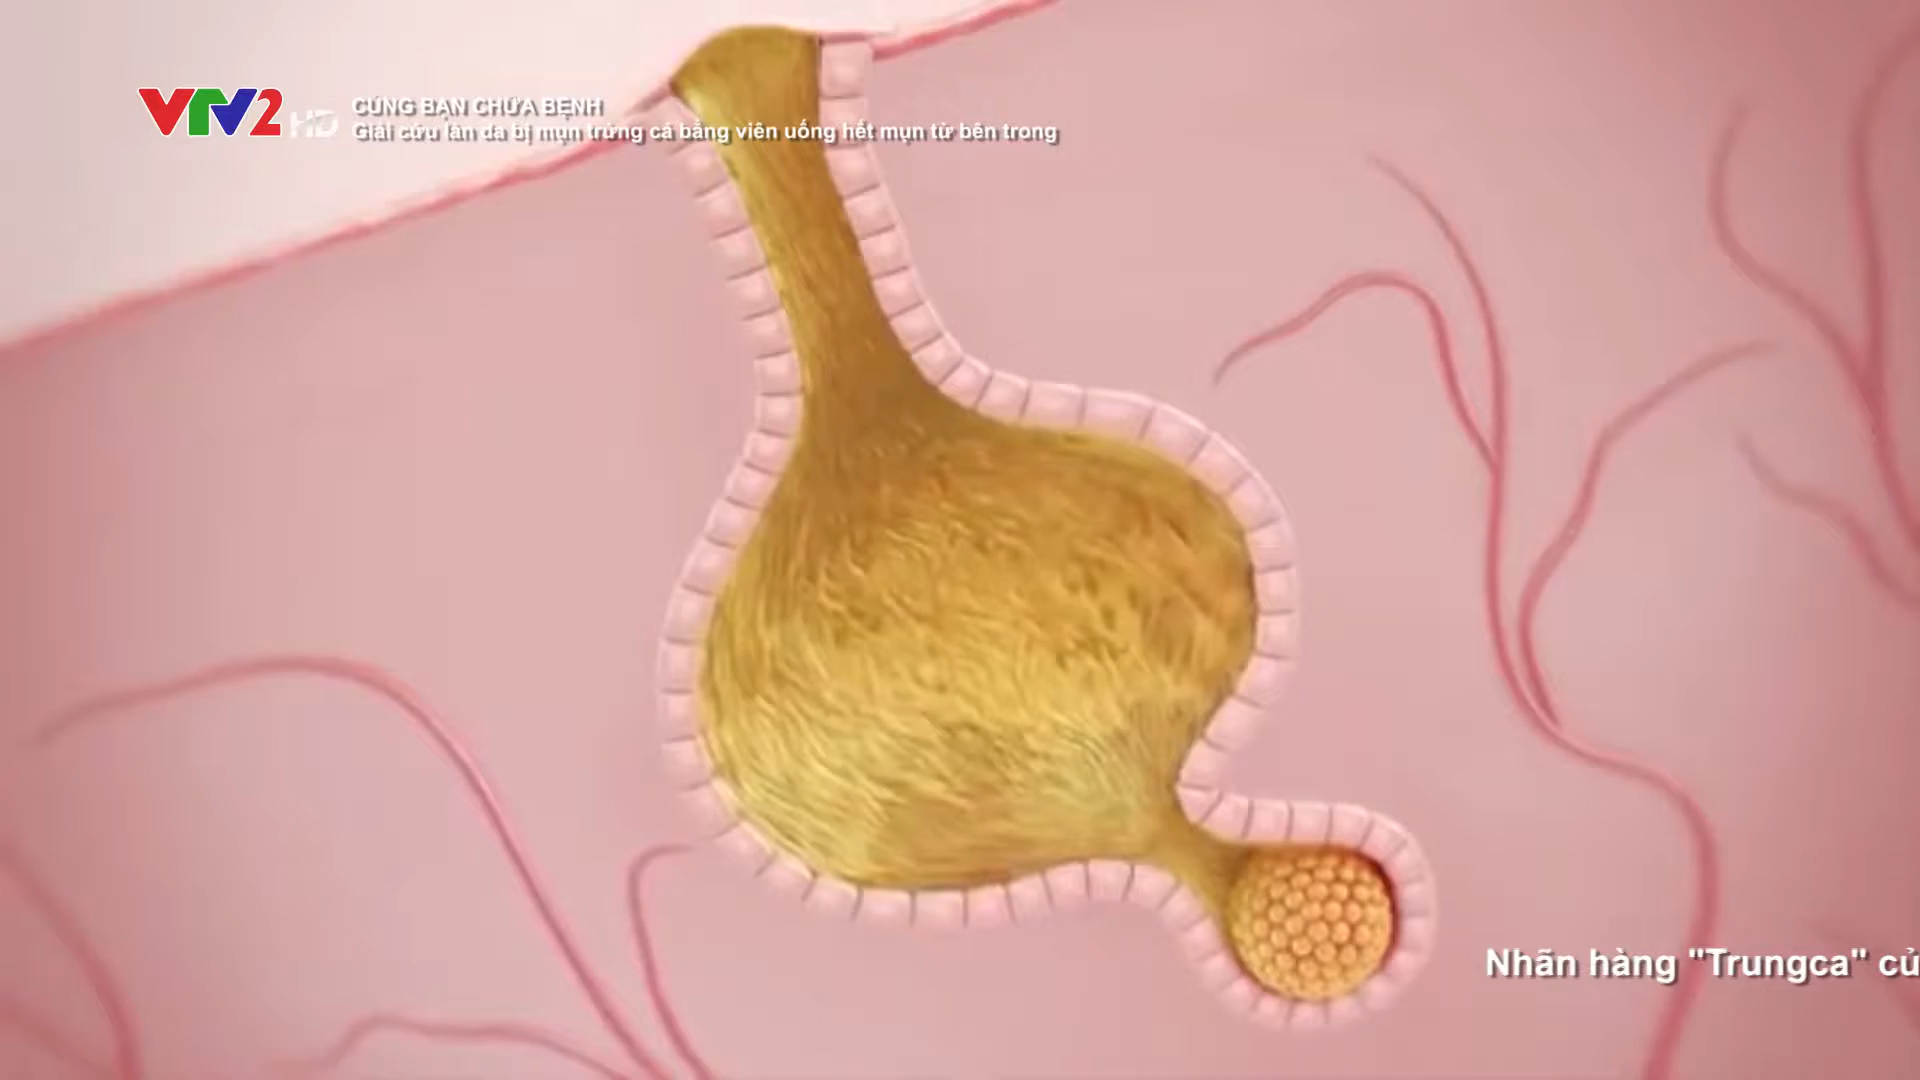 VTV2 HD
CÙNG BẠN CHỮA BỆNH
Giải cứu làn da bị mụn trứng cá bằng viên uống hết mụn từ bên trong
Nhãn hàng "Trungca" củ